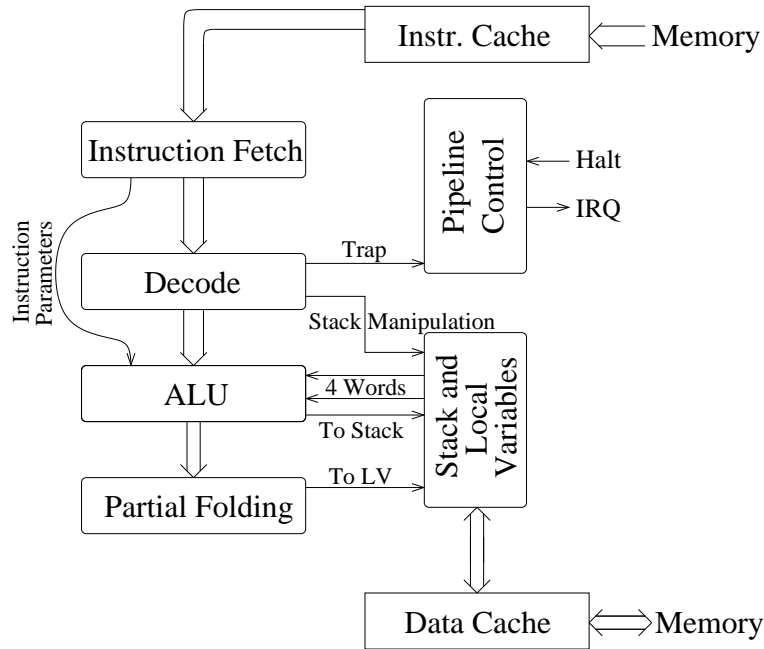 Instr. Cache
Memory
Instruction Fetch
Pipeline
Control
Halt
IRQ
Instruction
Parameters
Trap
Decode
Stack Manipulation
ALU
4 Words
To Stack
Stack and
Local
Variables
To LV
Partial Folding
Data Cache
Memory